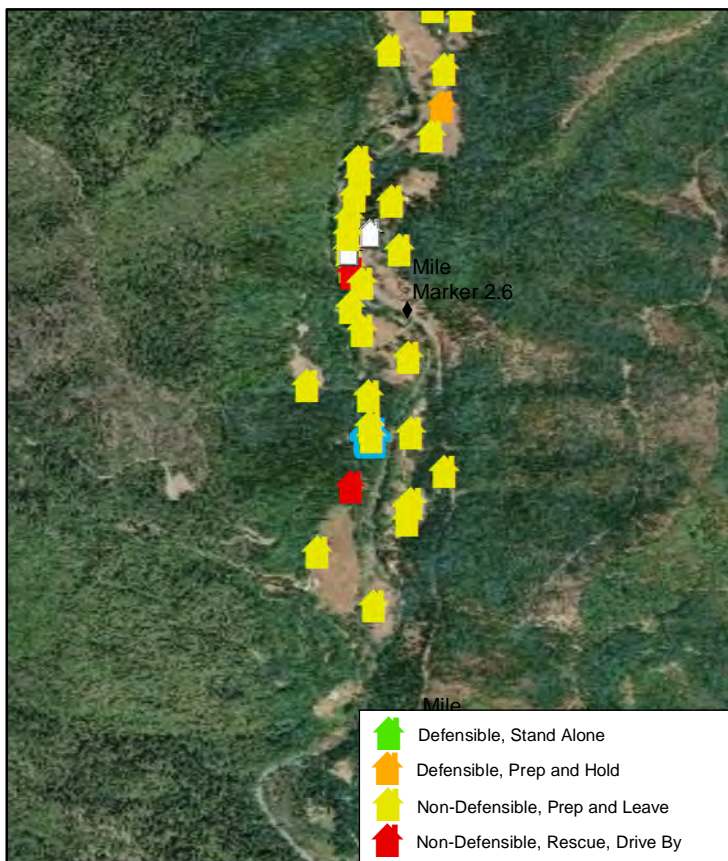 Mile
Marker 2.6
Mile
Defensible, Stand Alone
Defensible, Prep and Hold
Non-Defensible, Prep and Leave
Non-Defensible, Rescue, Drive By